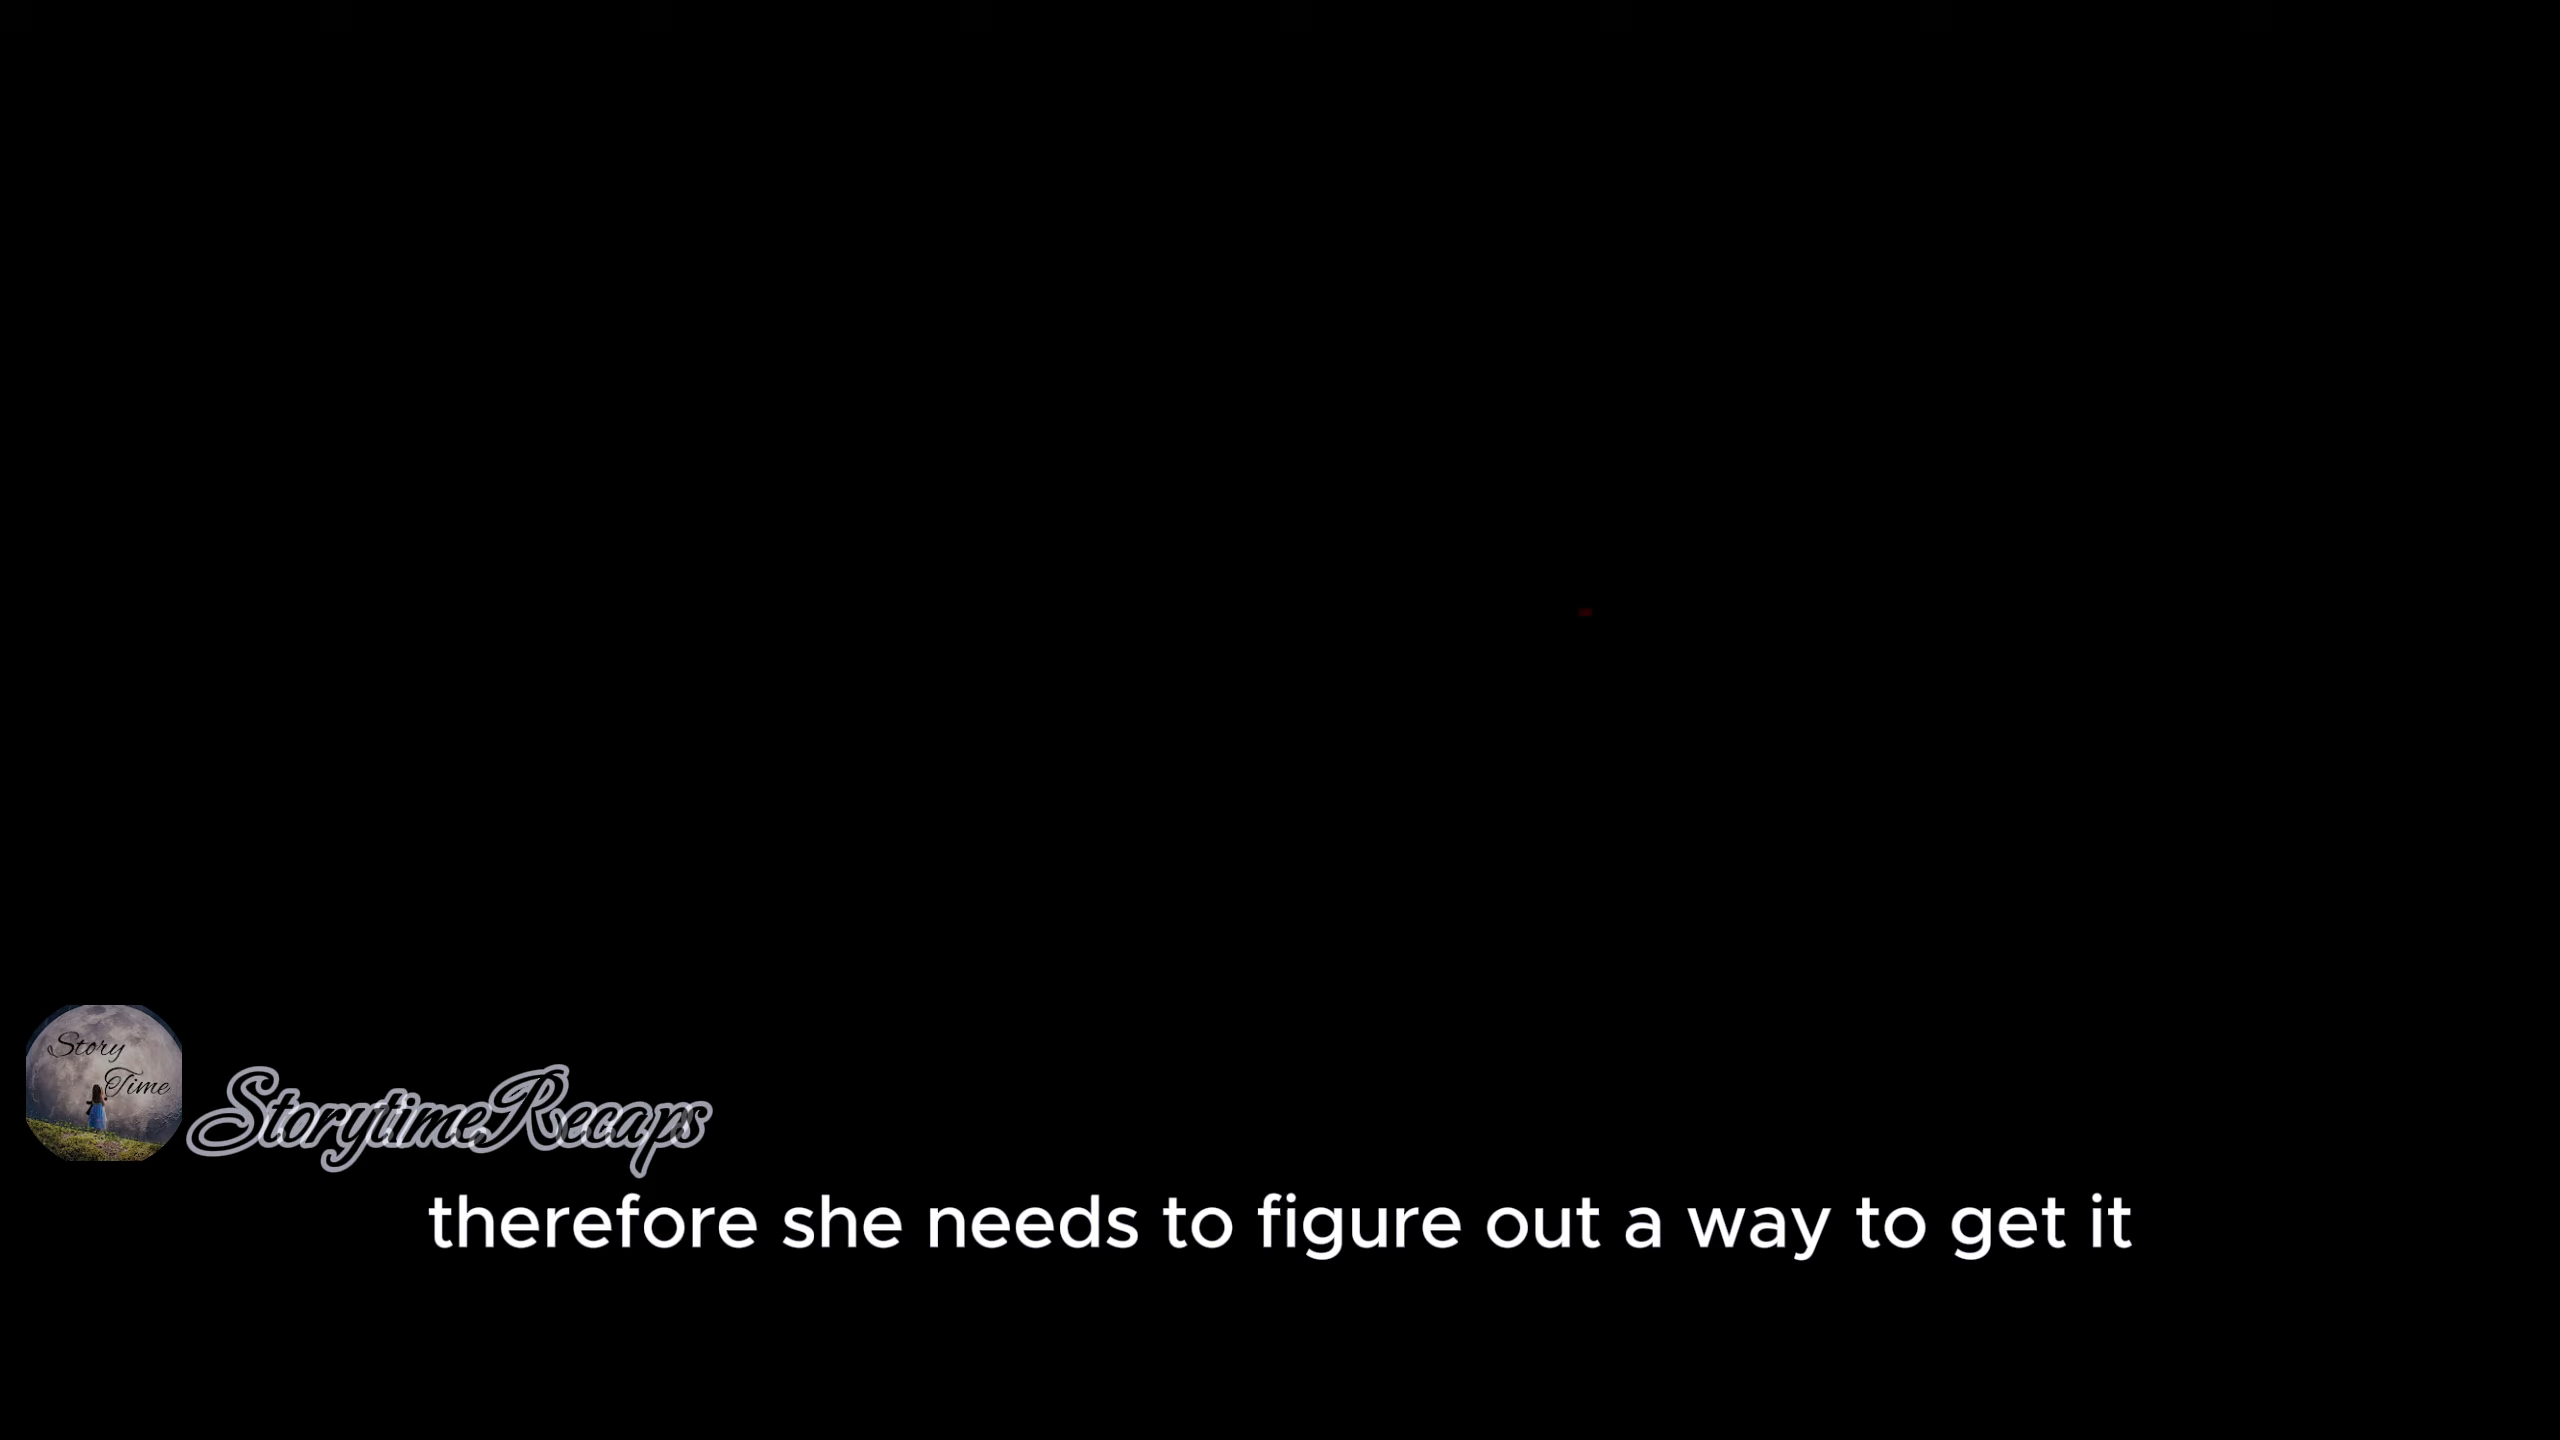 Story
Time
StorytimeRecaps
therefore she needs to figure out a way to get it